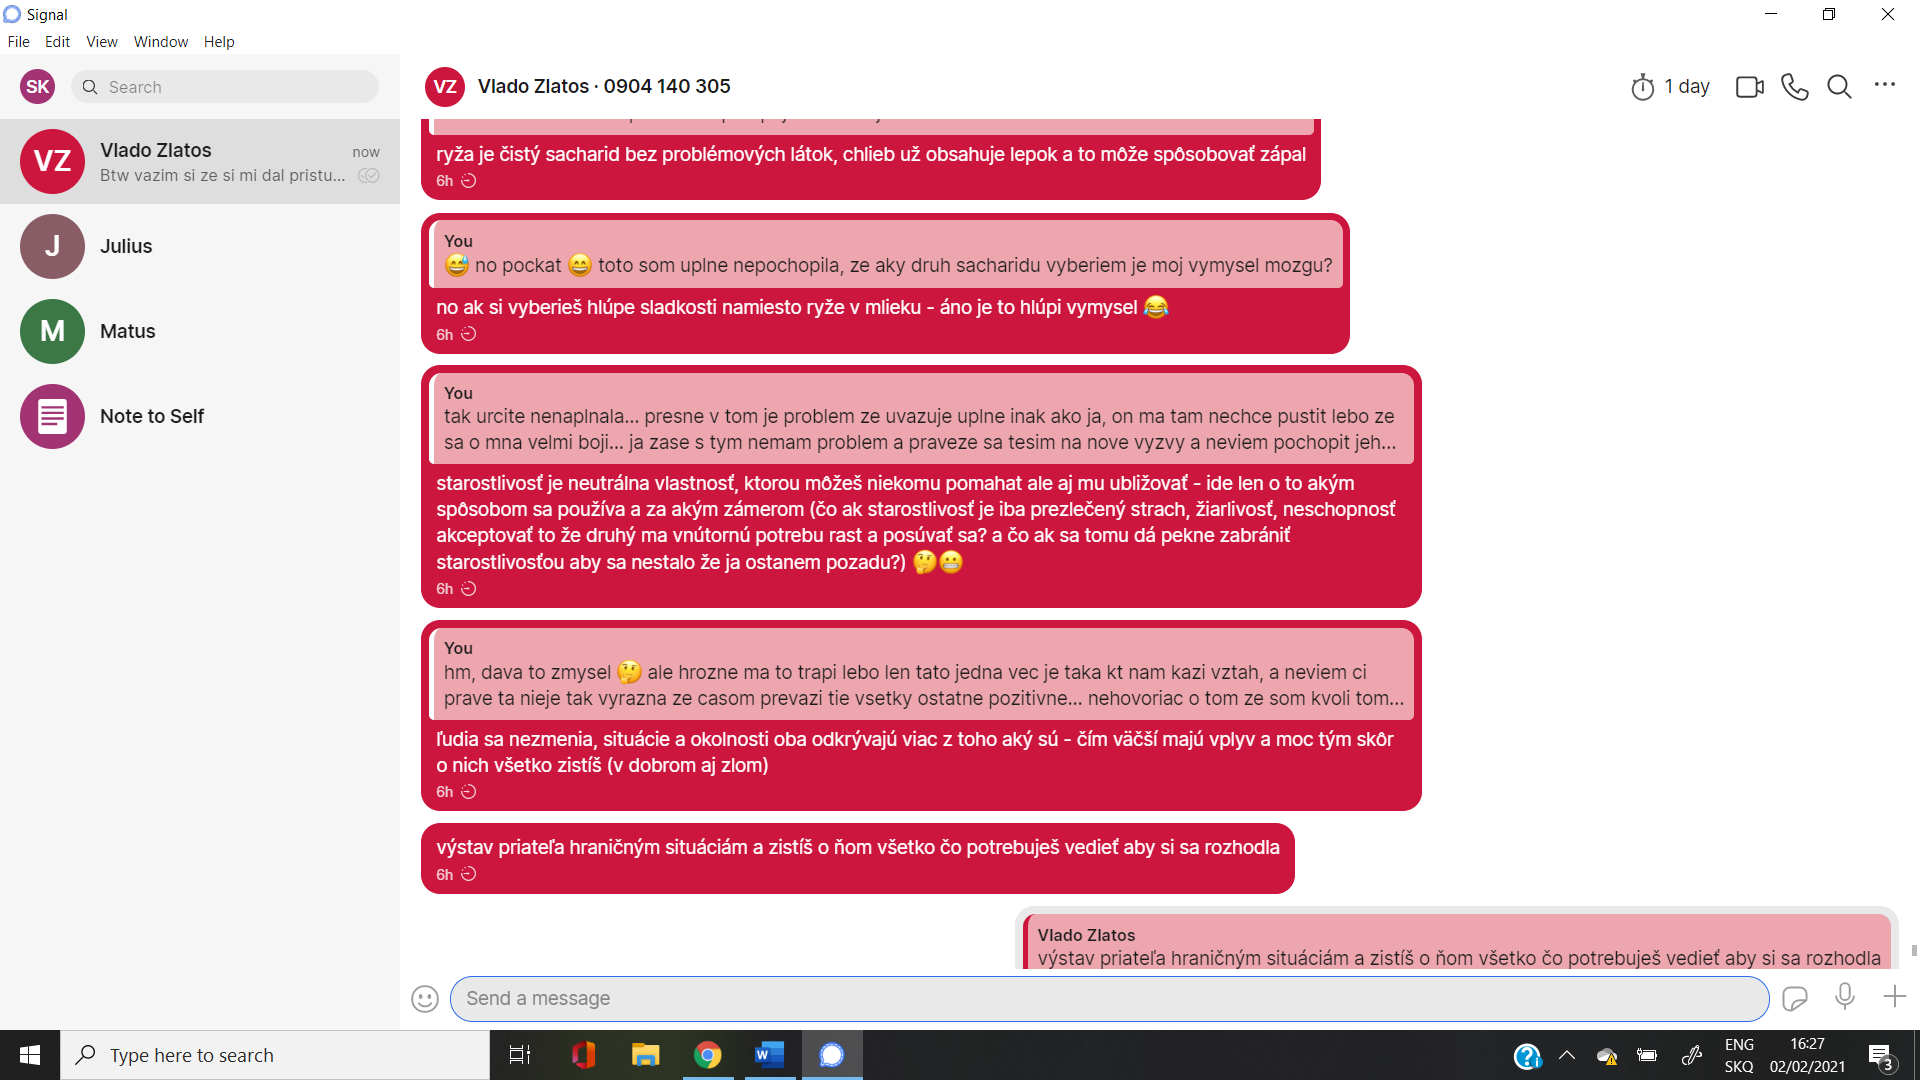 Signal
File Edit View Window Help
SK
Search
VZ
Vlado Zlatos
now
Btw vazim si ze si mi dal pristu...
J
Julius
M
Matus
Note to Self
VZ
Vlado Zlatos · 0904 140 305
1 day
ryža je čistý sacharid bez problémových látok, chlieb už obsahuje lepok a to môže spôsobovať zápal
6h
You
😅 no pockat 😄 toto som uplne nepochopila, ze aky druh sacharidu vyberiem je moj vymysel mozgu?
no ak si vyberieš hlúpe sladkosti namiesto ryže v mlieku - áno je to hlúpi vymysel 😂
6h
You
tak urcite nenaplnala... presne v tom je problem ze uvazuje uplne inak ako ja, on ma tam nechce pustit lebo ze
sa o mna velmi boji... ja zase s tym nemam problem a praveze sa tesim na nove vyzvy a neviem pochopit jeh...
starostlivosť je neutrálna vlastnosť, ktorou môžeš niekomu pomahat ale aj mu ubližovať - ide len o to akým
spôsobom sa používa a za akým zámerom (čo ak starostlivosť je iba prezlečený strach, žiarlivosť, neschopnosť
akceptovať to že druhý ma vnútornú potrebu rast a posúvať sa? a čo ak sa tomu dá pekne zabrániť
starostlivosťou aby sa nestalo že ja ostanem pozadu?) 🤔😬
6h
You
hm, dava to zmysel 🤔 ale hrozne ma to trapi lebo len tato jedna vec je taka kt nam kazi vztah, a neviem ci
prave ta nieje tak vyrazna ze casom prevazi tie vsetky ostatne pozitivne... nehovoriac o tom ze som kvoli tom...
ľudia sa nezmenia, situácie a okolnosti oba odkrývajú viac z toho aký sú - čím väčší majú vplyv a moc tým skôr
o nich všetko zistíš (v dobrom aj zlom)
6h
výstav priateľa hraničným situáciám a zistíš o ňom všetko čo potrebuješ vedieť aby si sa rozhodla
6h
Vlado Zlatos
výstav priateľa hraničným situáciám a zistíš o ňom všetko čo potrebuješ vedieť aby si sa rozhodla
Send a message
Type here to search
ENG
SKQ
16:27
02/02/2021
3